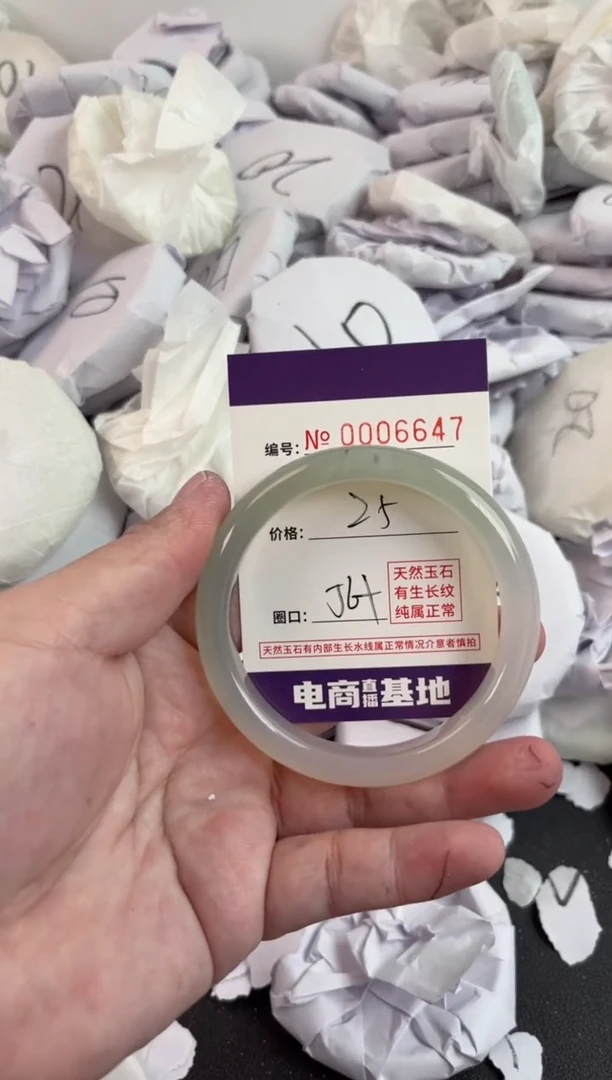 编号: № 0006647
价格: 25
圈口:
天然玉石
有生长纹
纯属正常
天然玉石有内部生长水线属正常情况介意者慎拍
电商直播基地